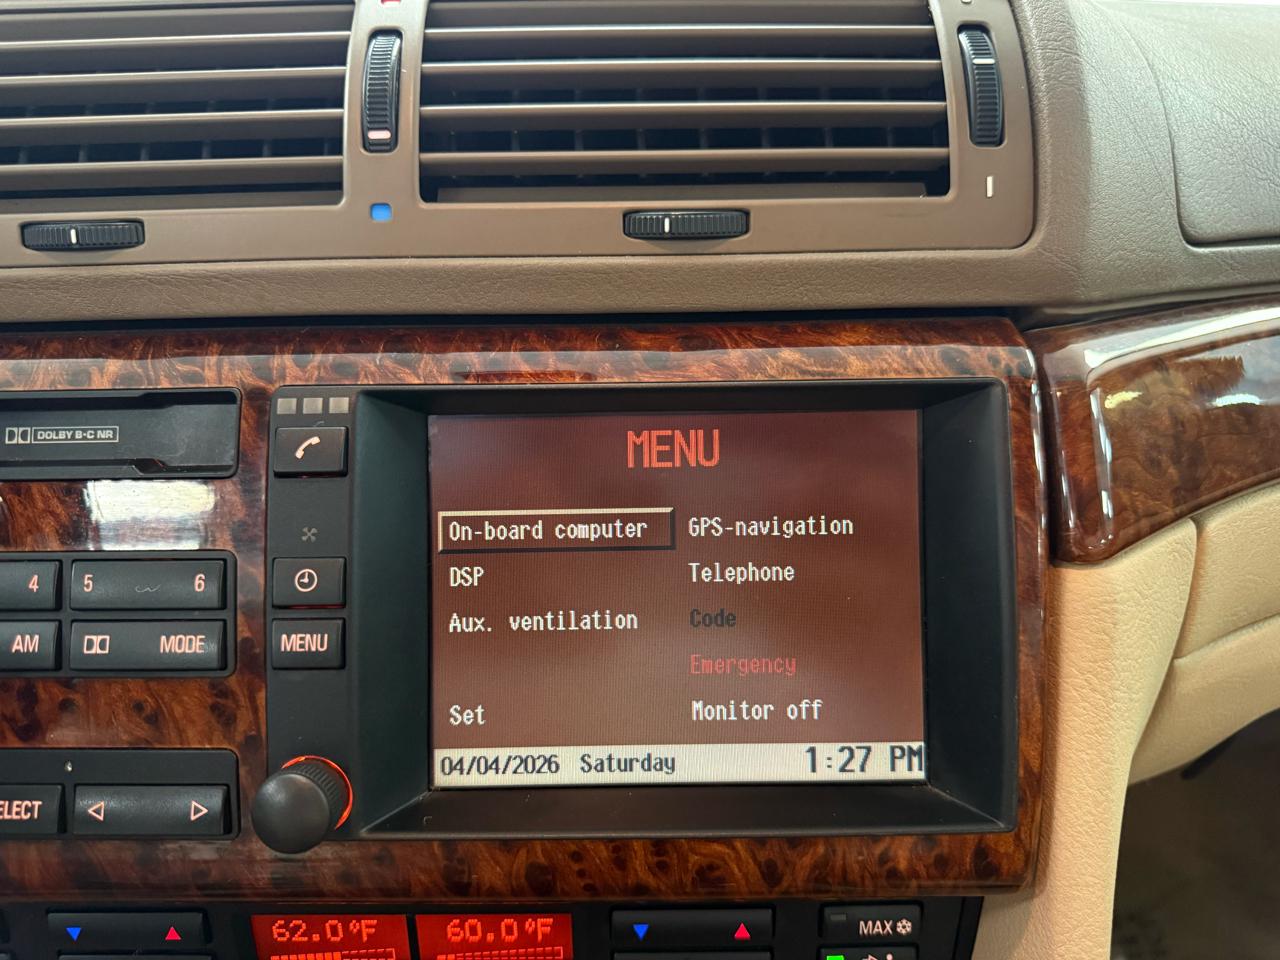 DOLBY B-C NR
MENU
On-board computer
GPS-navigation
DSP
Telephone
Aux. ventilation
Code
Emergency
Set
Monitor off
04/04/2026 Saturday 1:27 PM
4
5 6
AM
MODE
MENU
ELECT
62.0°F
60.0°F
MAX